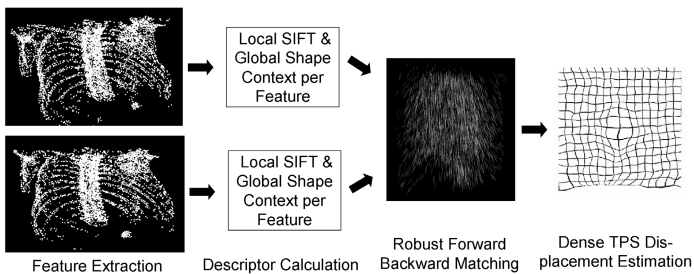 Local SIFT &
Global Shape
Context per
Feature
Local SIFT &
Global Shape
Context per
Feature
Feature Extraction
Descriptor Calculation
Robust Forward
Backward Matching
Dense TPS Dis-
placement Estimation